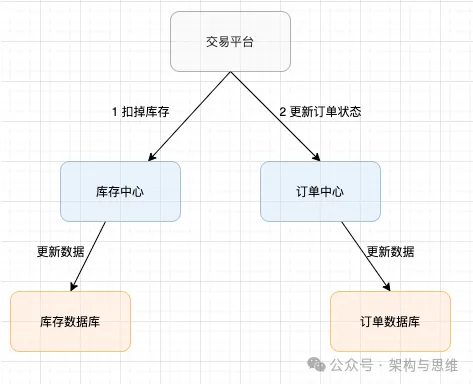 交易平台
1 扣掉库存
2 更新订单状态
库存中心
订单中心
更新数据
更新数据
库存数据库
订单数据库
公众号 · 架构与思维